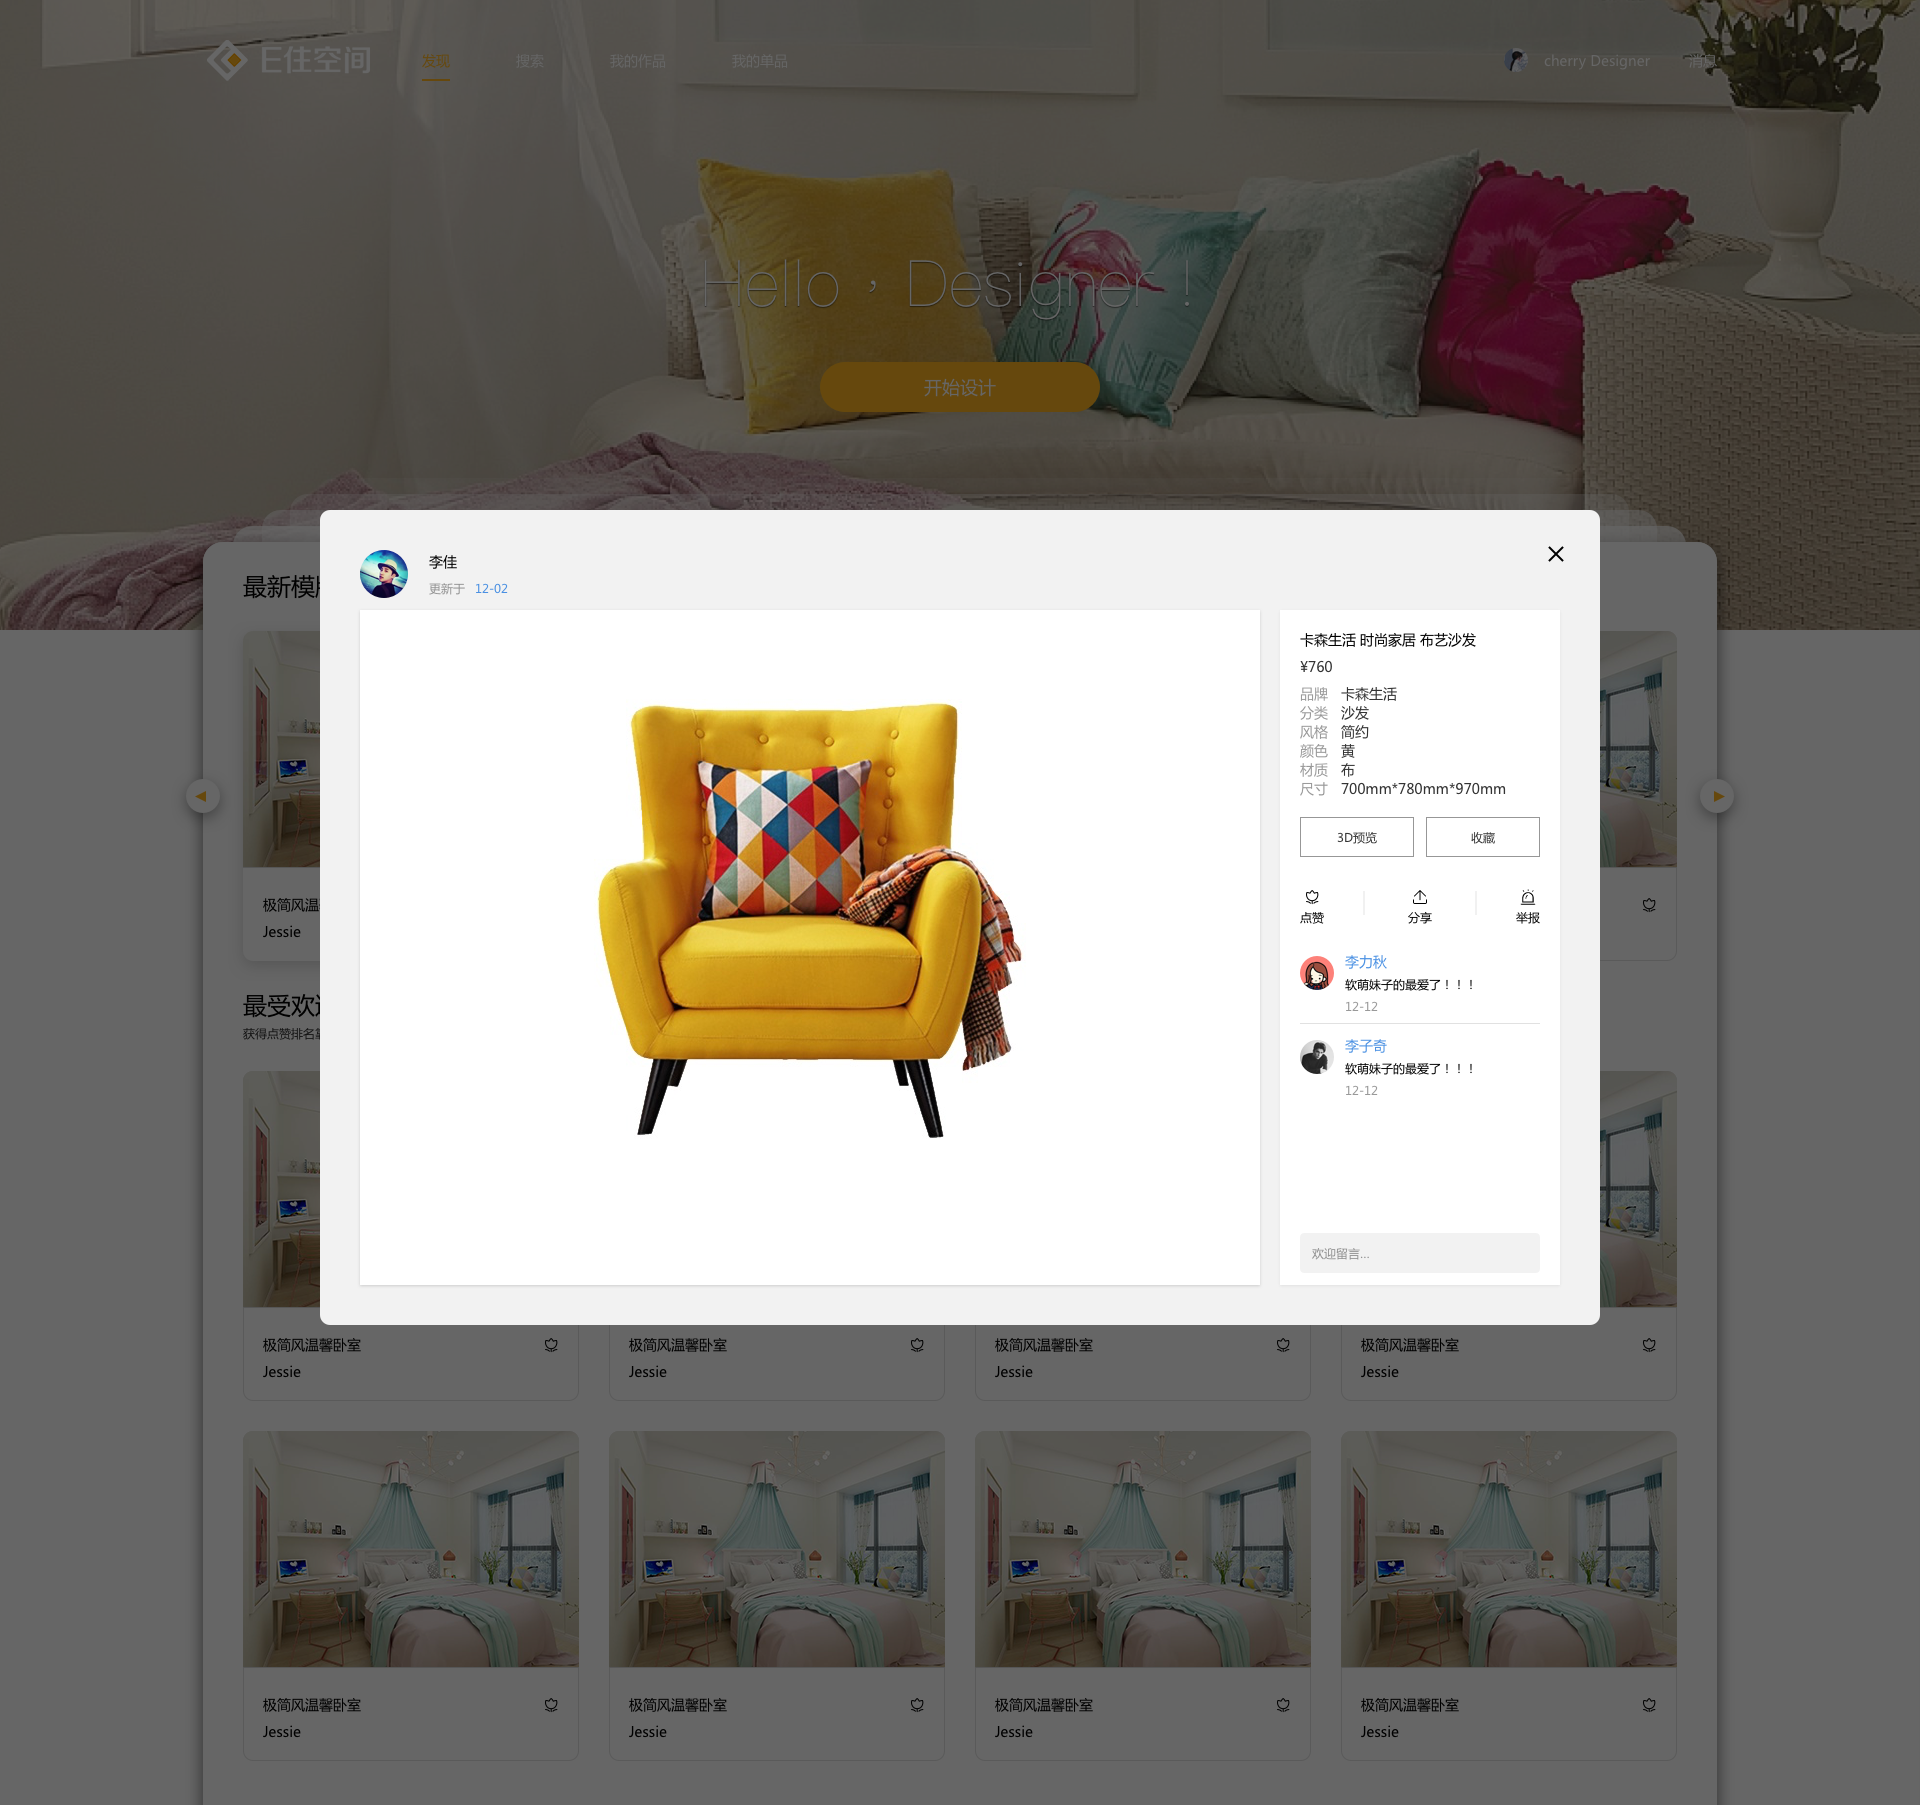 E住空间
发现 搜索 我的作品 我的单品 cherry Designer 消息
Hello，Designer！
开始设计
李佳
更新于 12-02
卡森生活 时尚家居 布艺沙发
¥760
品牌 卡森生活
分类 沙发
风格 简约
颜色 黄
材质 布
尺寸 700mm*780mm*970mm
3D预览 收藏
点赞 分享 举报
李力秋
软萌妹子的最爱了！！！
12-12
李子奇
软萌妹子的最爱了！！！
12-12
欢迎留言...
最新模
极简风温
Jessie
最受欢
获得点赞排名
极简风温馨卧室 极简风温馨卧室 极简风温馨卧室 极简风温馨卧室
Jessie Jessie Jessie Jessie
极简风温馨卧室 极简风温馨卧室 极简风温馨卧室 极简风温馨卧室
Jessie Jessie Jessie Jessie